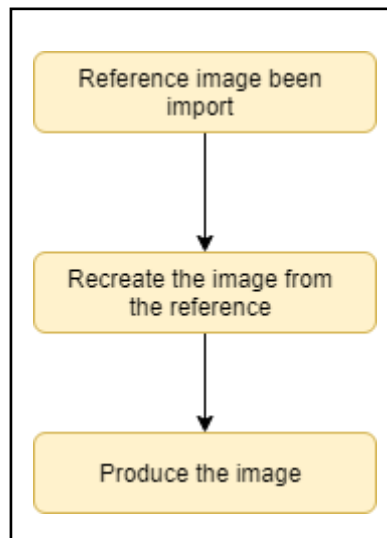 Reference image been
import
Recreate the image from
the reference
Produce the image